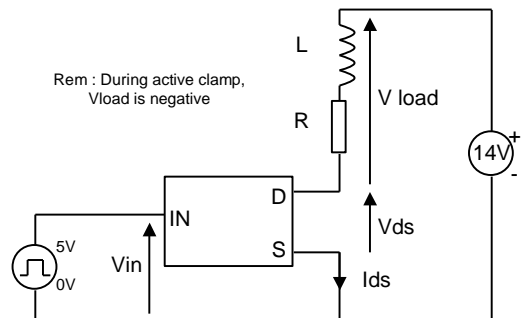 L
Rem : During active clamp,
Vload is negative
V load
R
14V
+
-
D
IN
S
Vds
5V
0V
Vin
Ids